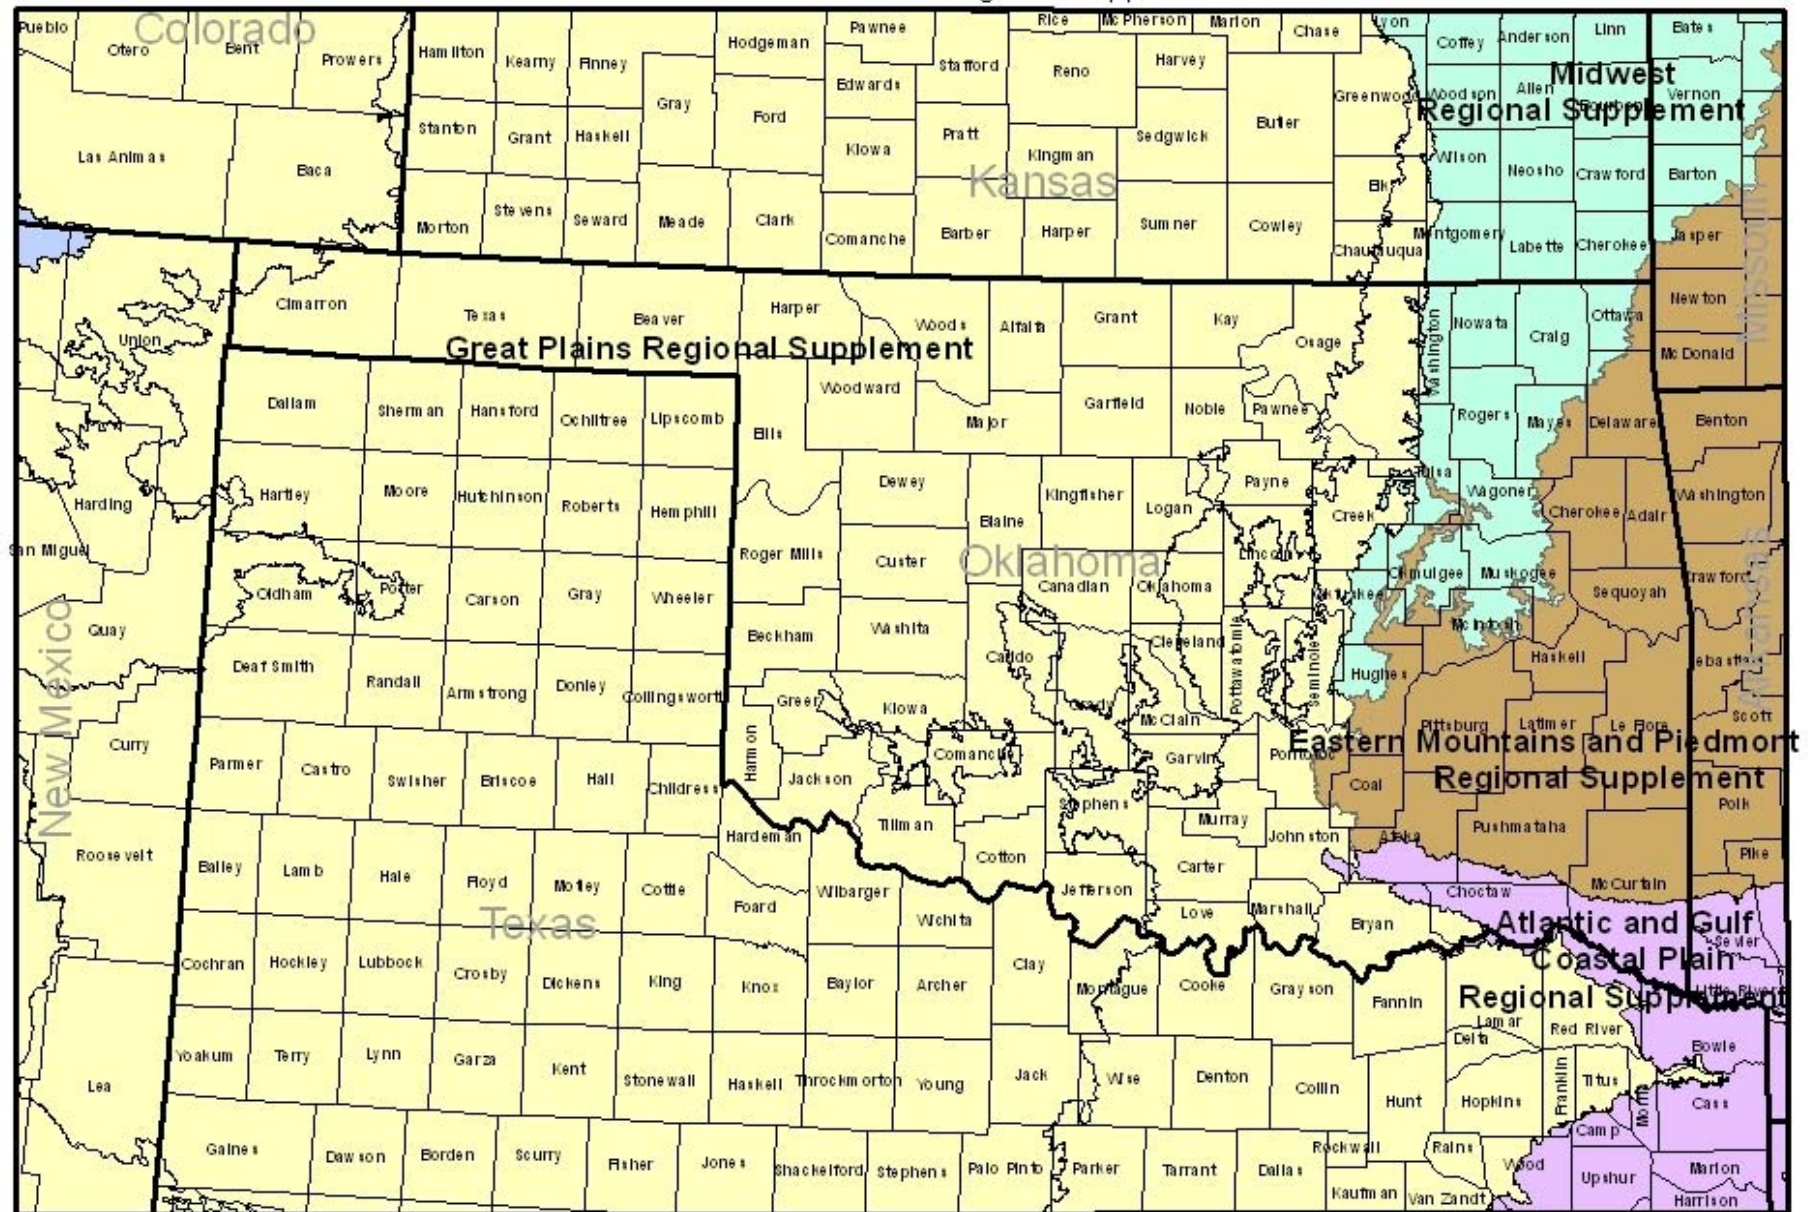 Pueblo
Otero
Colorado
Bent
Prowers
Hamilton
Kearny
Finney
Hodgeman
Pawnee
Stafford
Rice
McPherson
Marion
Chase
Lyon
Coffey
Anderson
Linn
Bates
Gray
Ford
Edwards
Reno
Harvey
Greenwood
Woodson
Allen
Bourbon
Vernon
Midwest
Regional Supplement
Las Animas
Baca
Stanton
Grant
Haskell
Kiowa
Pratt
Kingman
Sedgwick
Butler
Elk
Wilson
Neosho
Crawford
Barton
Kansas
Missouri
Morton
Stevens
Seward
Meade
Clark
Comanche
Barber
Harper
Sumner
Cowley
Chautauqua
Montgomery
Labette
Cherokee
Jasper
Newton
McDonald
Cimarron
Texas
Beaver
Harper
Woods
Alfalfa
Grant
Kay
Osage
Washington
Nowata
Craig
Ottawa
Great Plains Regional Supplement
Union
Dallam
Sherman
Hansford
Ochiltree
Lipscomb
Ellis
Woodward
Major
Garfield
Noble
Pawnee
Rogers
Mayes
Delaware
Benton
Harding
Hartley
Moore
Hutchinson
Roberts
Hemphill
Dewey
Blaine
Kingfisher
Logan
Payne
Creek
Tulsa
Wagoner
Cherokee
Adair
Washington
San Miguel
Roger Mills
Custer
Oklahoma
Canadian
Oklahoma
Lincoln
Okfuskee
Okmulgee
Muskogee
Sequoyah
Crawford
Arkansas
Oldham
Potter
Carson
Gray
Wheeler
New Mexico
Quay
Beckham
Washita
Caddo
Cleveland
Pottawatomie
Seminole
Hughes
McIntosh
Haskell
Sebastian
Deaf Smith
Randall
Armstrong
Donley
Collingsworth
Greer
Kiowa
Grady
McClain
Pittsburg
Latimer
Le Flore
Scott
Eastern Mountains and Piedmont
Regional Supplement
Curry
Parmer
Castro
Swisher
Briscoe
Hall
Childress
Harmon
Jackson
Comanche
Garvin
Pontotoc
Coal
Stephens
Murray
Johnston
Atoka
Pushmataha
Polk
Pike
Hardeman
Tillman
Cotton
Carter
Roosevelt
Bailey
Lamb
Hale
Floyd
Motley
Cottle
Foard
Wilbarger
Wichita
Jefferson
Love
Marshall
Bryan
Choctaw
McCurtain
Texas
Atlantic and Gulf
Coastal Plain
Regional Supplement
Sevier
Little River
Cochran
Hockley
Lubbock
Crosby
Dickens
King
Knox
Baylor
Archer
Clay
Montague
Cooke
Grayson
Fannin
Lamar
Delta
Red River
Bowie
Lea
Yoakum
Terry
Lynn
Garza
Kent
Stonewall
Haskell
Throckmorton
Young
Jack
Wise
Denton
Collin
Hunt
Hopkins
Franklin
Titus
Morris
Cass
Camp
Gaines
Dawson
Borden
Scurry
Fisher
Jones
Shackelford
Stephens
Palo Pinto
Parker
Tarrant
Dallas
Rockwall
Kaufman
Rains
Van Zandt
Wood
Upshur
Marion
Harrison